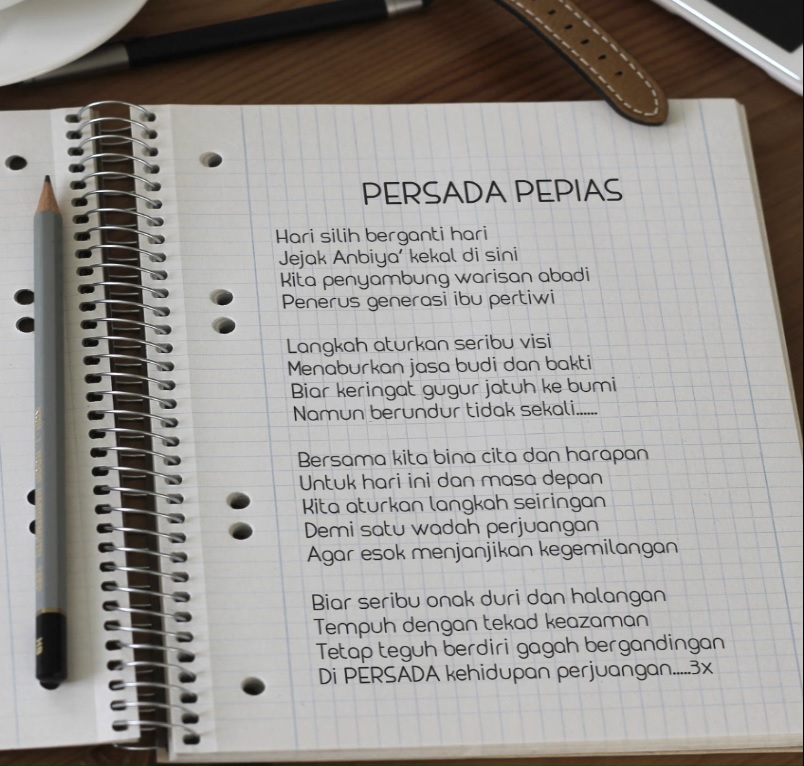 PERSADA PEPIAS
Hari silih berganti hari
Jejak Anbiya' kekal di sini
Kita penyambung warisan abadi
Penerus generasi ibu pertiwi
Langkah aturkan seribu visi
Menaburkan jasa budi dan bakti
Biar keringat gugur jatuh ke bumi
Namun berundur tidak sekali......
Bersama kita bina cita dan harapan
Untuk hari ini dan masa depan
Kita aturkan langkah seiringan
Demi satu wadah perjuangan
Agar esok menjanjikan kegemilangan
Biar seribu onak duri dan halangan
Tempuh dengan tekad keazaman
Tetap teguh berdiri gagah bergandingan
Di PERSADA kehidupan perjuangan.....3x